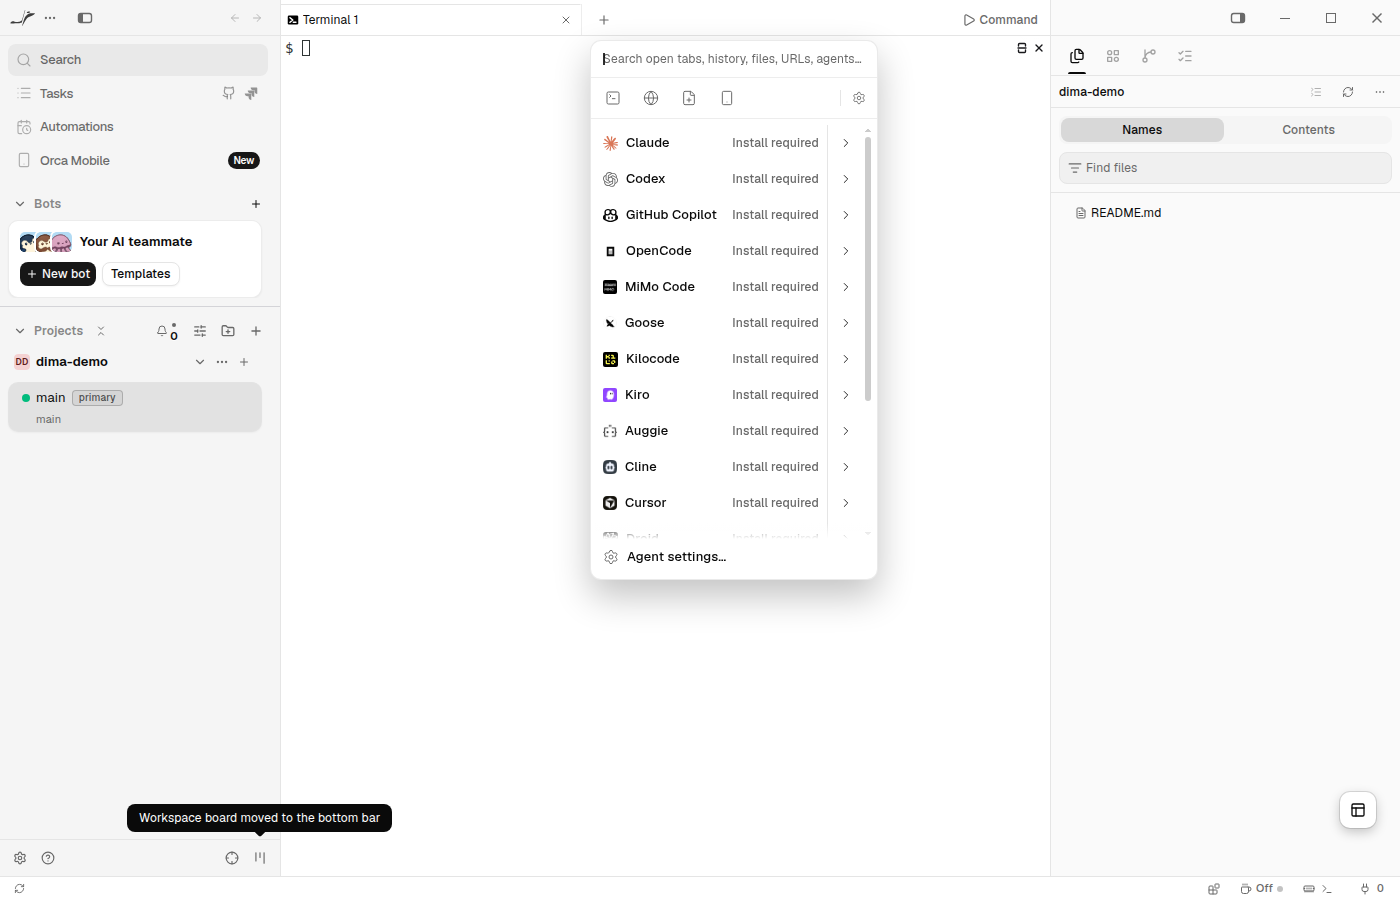 Terminal 1
Command
Search
Tasks
Automations
Orca Mobile
New
Bots
Your AI teammate
New bot
Templates
Projects
0
DD
dima-demo
main
primary
main
Workspace board moved to the bottom bar
$
Search open tabs, history, files, URLs, agents...
Claude Install required
Codex Install required
GitHub Copilot Install required
OpenCode Install required
MiMo Code Install required
Goose Install required
Kilocode Install required
Kiro Install required
Auggie Install required
Cline Install required
Cursor Install required
Droid Install required
Agent settings...
dima-demo
Names
Contents
Find files
README.md
Off
0